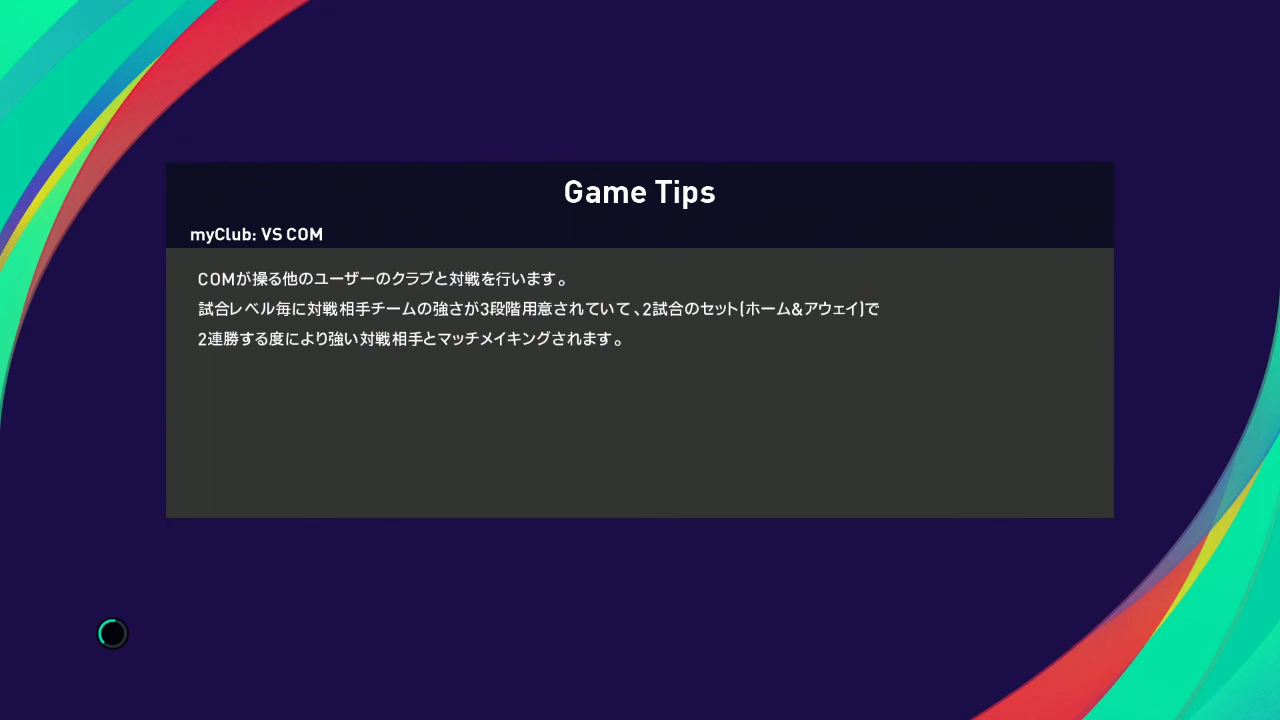 Game Tips
myClub: VS COM
COMが操る他のユーザーのクラブと対戦を行います。
試合レベル毎に対戦相手チームの強さが3段階用意されていて、2試合のセット(ホーム&アウェイ)で
2連勝する度により強い対戦相手とマッチメイキングされます。